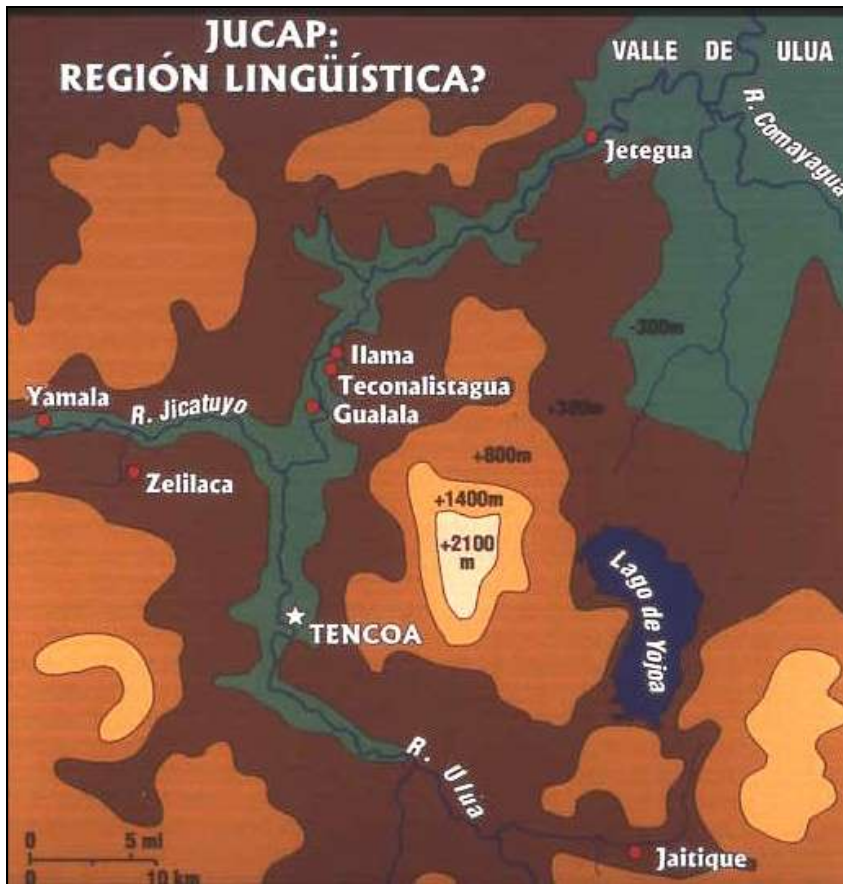 JUCAP:
REGIÓN LINGÜÍSTICA?
VALLE DE ULUA
R. Comayagua
Jetegua
-300m
Ilama
Teconalistagua
Gualala
Yamala
R. Jicatuyo
+300m
Zelilaca
+800m
+1400m
+2100
m
Lago de Yojoa
TENCOA
R. Ulua
0 5 mi
0 10 km
Jaitique